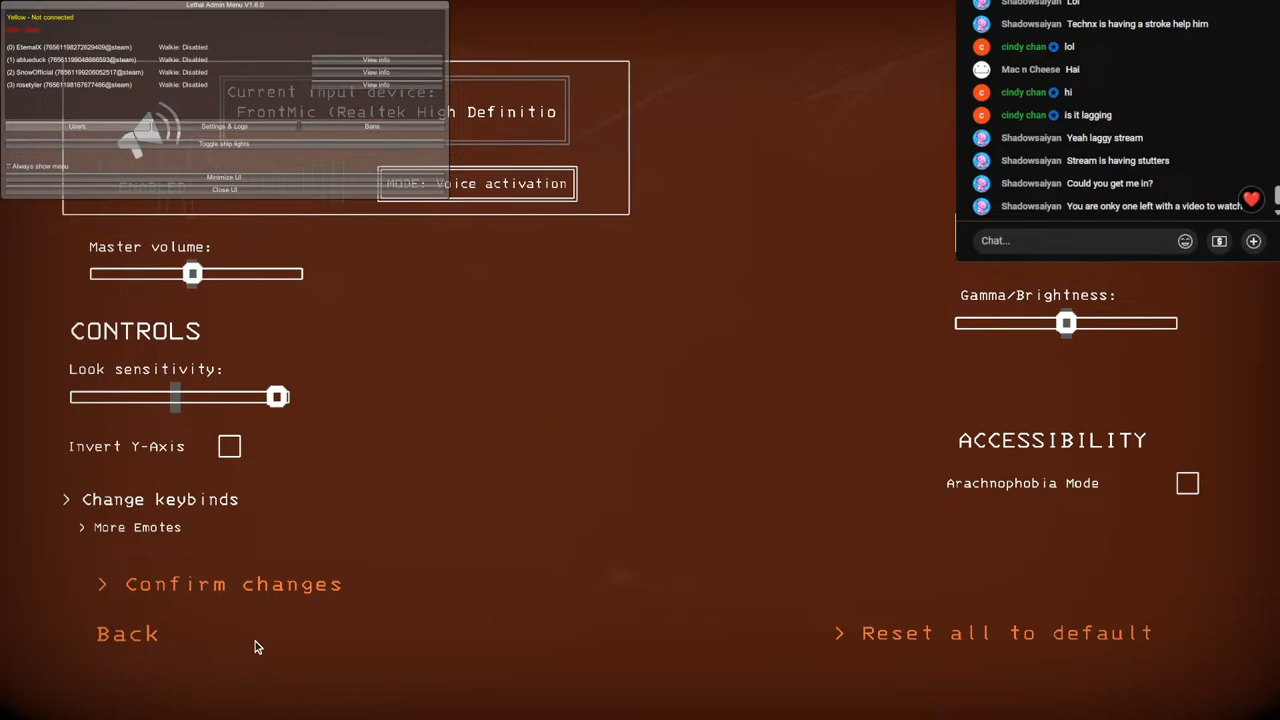 Lethal Admin Menu V1.6.0
Yellow - Not connected
(0) EternalX (76561198272629409@steam) Walkie: Disabled
(1) ablueduck (76561199048686593@steam) Walkie: Disabled
View info
(2) SnowOfficial (76561199206052517@steam) Walkie: Disabled
View info
(3) rosetyler (76561198167677466@steam) Walkie: Disabled
View info
Current input device:
FrontMic (Realtek High Definitio
Users
Settings & Logs
Bans
Toggle ship lights
Always show menu
Minimize UI
ENABLED
MODE: Voice activation
Close UI
Master volume:
CONTROLS
Look sensitivity:
Invert Y-Axis
> Change keybinds
> More Emotes
> Confirm changes
Back
Shadowsaiyan Lol
Shadowsaiyan Technx is having a stroke help him
cindy chan lol
Mac n Cheese Hai
cindy chan hi
cindy chan is it lagging
Shadowsaiyan Yeah laggy stream
Shadowsaiyan Stream is having stutters
Shadowsaiyan Could you get me in?
Shadowsaiyan You are onky one left with a video to watch
Chat...
Gamma/Brightness:
ACCESSIBILITY
Arachnophobia Mode
> Reset all to default